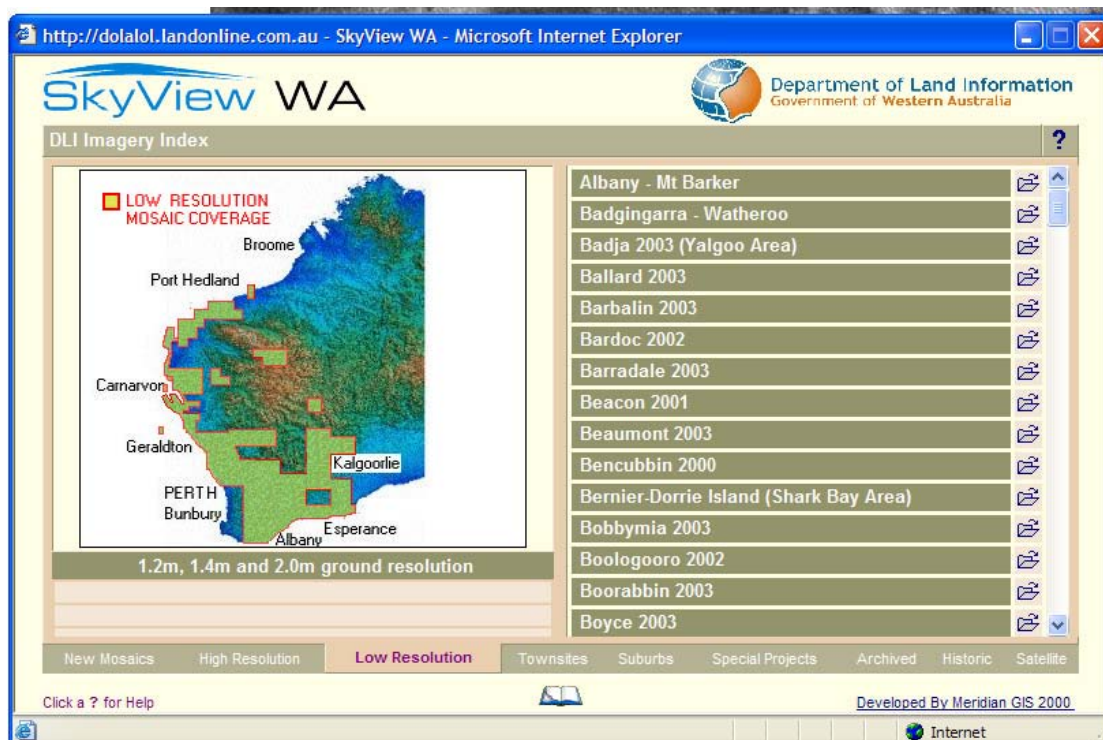 http://dolalol.landonline.com.au - SkyView WA - Microsoft Internet Explorer
SkyView WA
Department of Land Information
Government of Western Australia
DLI Imagery Index
?
LOW RESOLUTION
MOSAIC COVERAGE
Broome
Port Hedland
Carnarvon
Geraldton
Kalgoorlie
PERTH
Bunbury
Esperance
Albany
1.2m, 1.4m and 2.0m ground resolution
Albany - Mt Barker
Badgingarra - Watheroo
Badja 2003 (Yalgoo Area)
Ballard 2003
Barbalin 2003
Bardoc 2002
Barradale 2003
Beacon 2001
Beaumont 2003
Bencubbin 2000
Bernier-Dorrie Island (Shark Bay Area)
Bobbymia 2003
Boologooro 2002
Boorabbin 2003
Boyce 2003
New Mosaics High Resolution Low Resolution Townsites Suburbs Special Projects Archived Historic Satellite
Click a ? for Help
Developed By Meridian GIS 2000
Internet